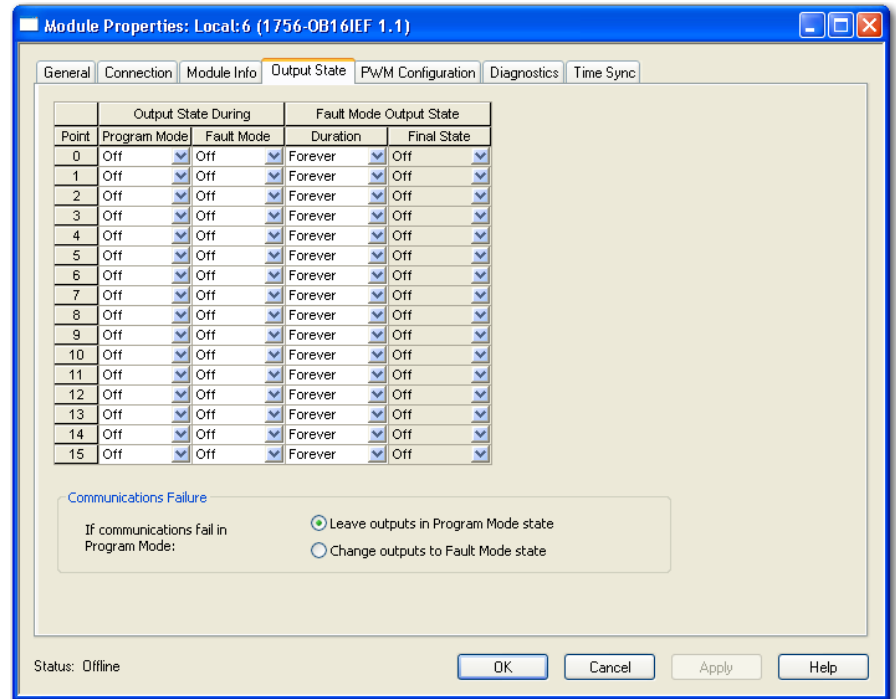 Module Properties: Local:6 (1756-OB16IEF 1.1)
General Connection Module Info Output State PWM Configuration Diagnostics Time Sync
Output State During Fault Mode Output State
Point Program Mode Fault Mode Duration Final State
0 Off Off Forever Off
1 Off Off Forever Off
2 Off Off Forever Off
3 Off Off Forever Off
4 Off Off Forever Off
5 Off Off Forever Off
6 Off Off Forever Off
7 Off Off Forever Off
8 Off Off Forever Off
9 Off Off Forever Off
10 Off Off Forever Off
11 Off Off Forever Off
12 Off Off Forever Off
13 Off Off Forever Off
14 Off Off Forever Off
15 Off Off Forever Off
Communications Failure
If communications fail in
Program Mode:
Leave outputs in Program Mode state
Change outputs to Fault Mode state
Status: Offline
OK Cancel Apply Help